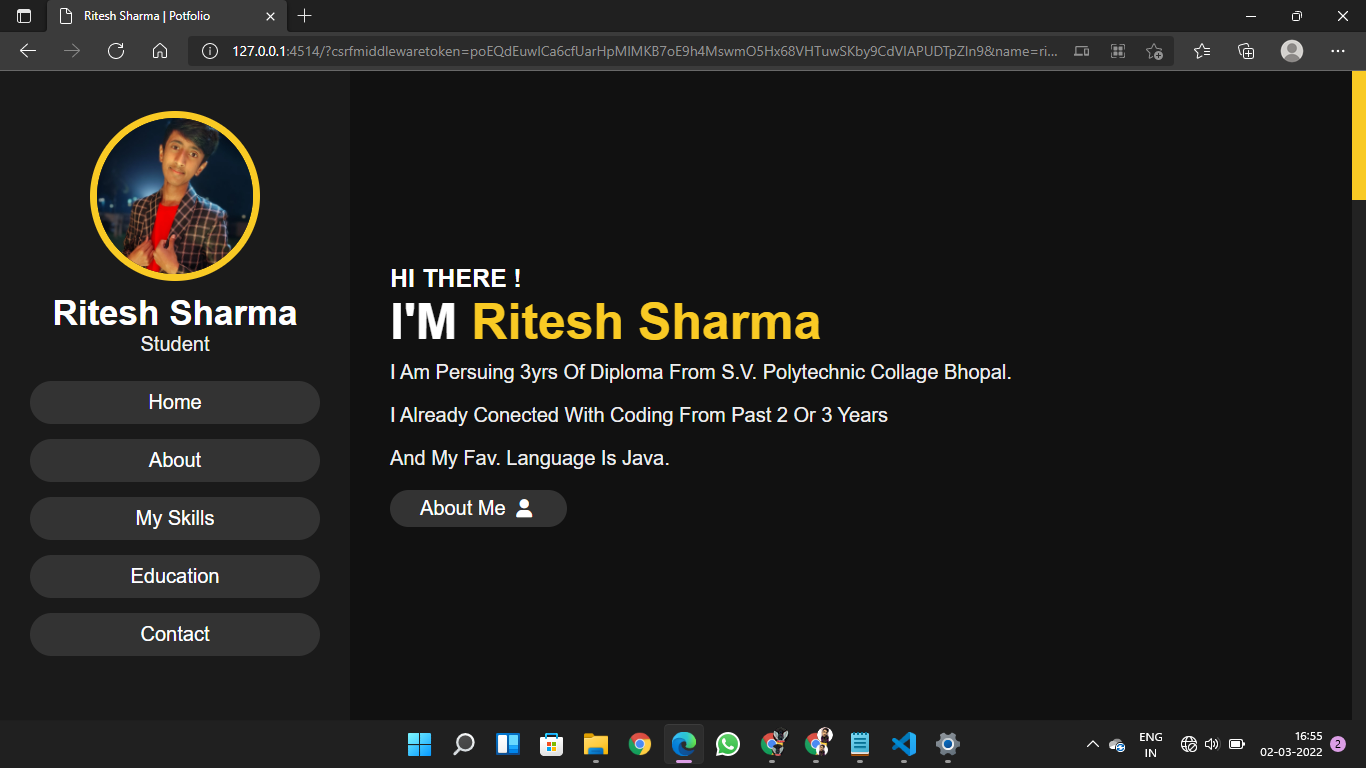 Ritesh Sharma | Potfolio
127.0.0.1:4514/?csrfmiddlewaretoken=poEQdEuwICa6cfUarHpMIMKB7oE9h4MswmO5Hx68VHTuwSKby9CdVIAPUDTpZIn9&name=ri...
Ritesh Sharma
Student
Home
About
My Skills
Education
Contact
HI THERE !
I'M Ritesh Sharma
I Am Persuing 3yrs Of Diploma From S.V. Polytechnic Collage Bhopal.
I Already Conected With Coding From Past 2 Or 3 Years
And My Fav. Language Is Java.
About Me
ENG
IN
16:55
02-03-2022
2